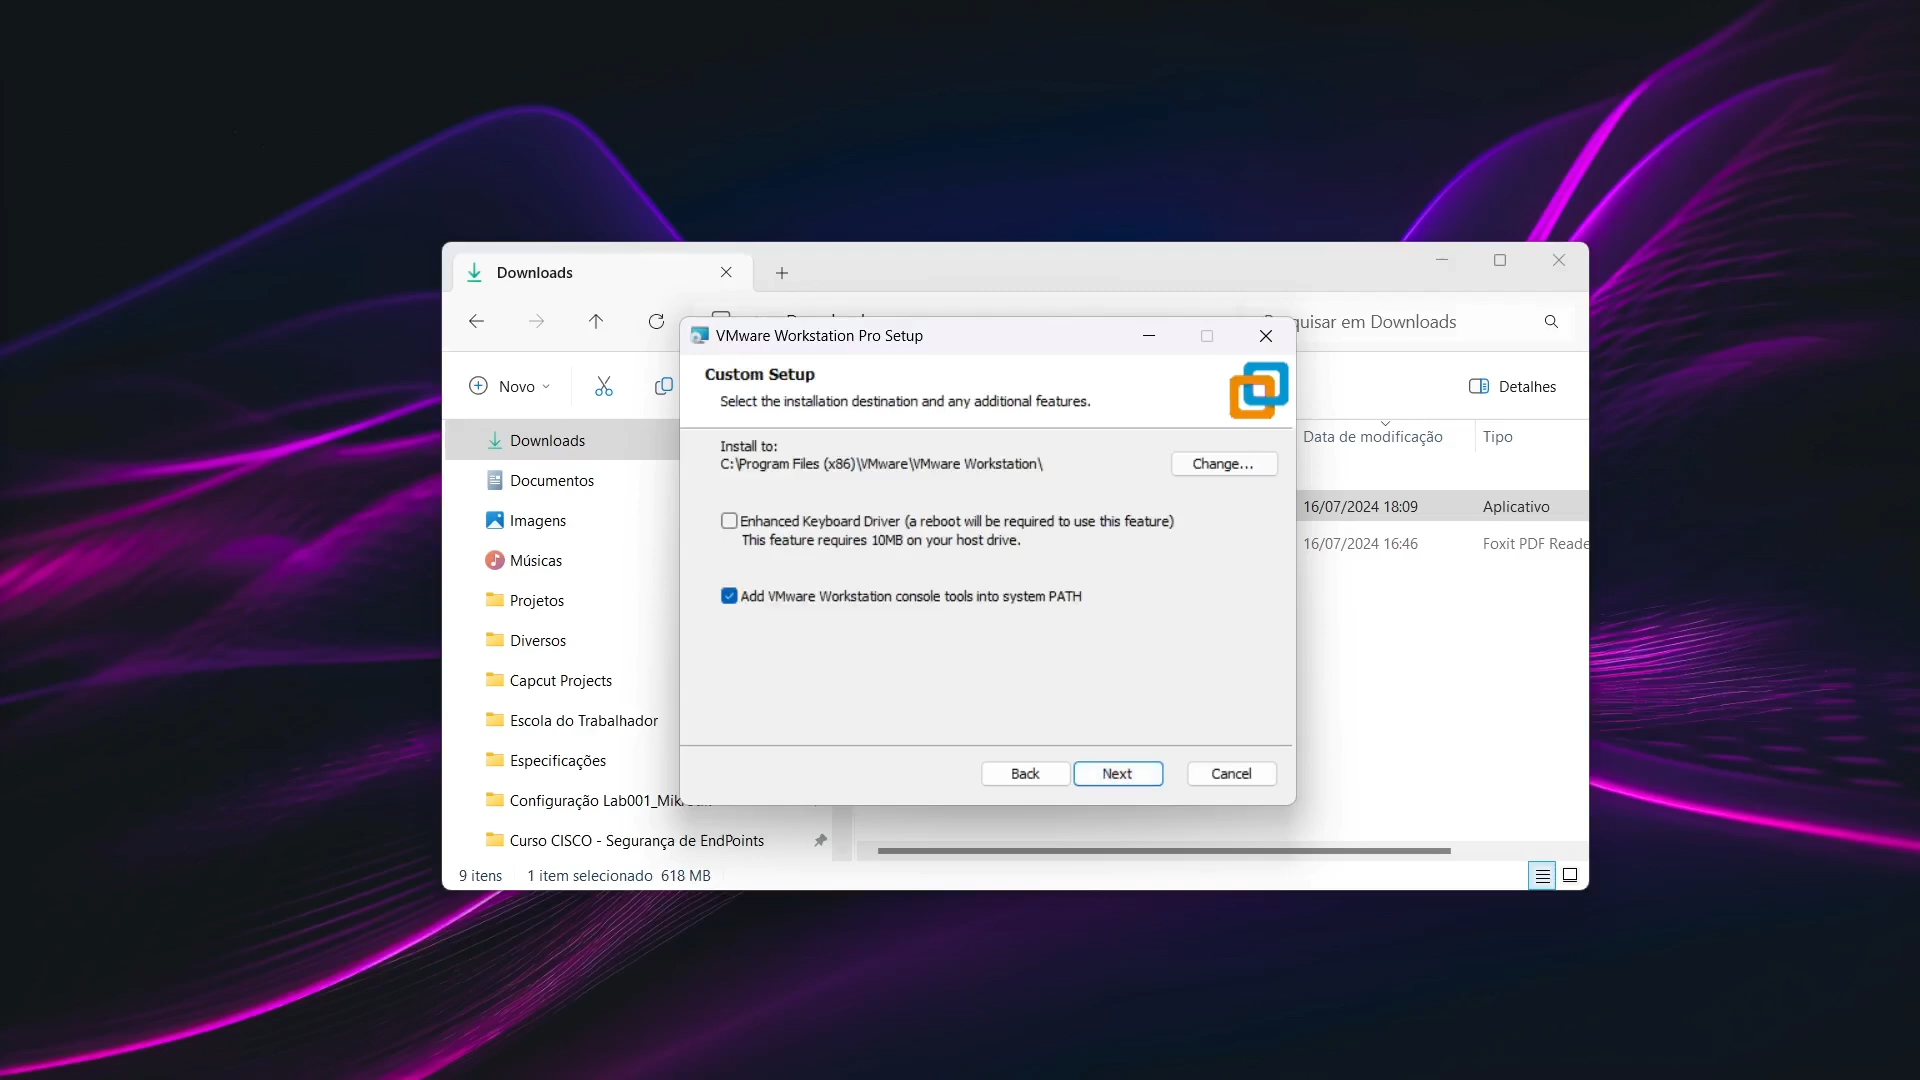 Downloads
VMware Workstation Pro Setup
quisar em Downloads
Custom Setup
Select the installation destination and any additional features.
Novo
Detalhes
Install to:
C:\Program Files (x86)\VMware\VMware Workstation\
Change...
Enhanced Keyboard Driver (a reboot will be required to use this feature)
This feature requires 10MB on your host drive.
Add VMware Workstation console tools into system PATH
Back
Next
Cancel
Downloads
Documentos
Imagens
Músicas
Projetos
Diversos
Capcut Projects
Escola do Trabalhador
Especificações
Configuração Lab001_Mik
Curso CISCO - Segurança de EndPoints
Data de modificação Tipo
16/07/2024 18:09 Aplicativo
16/07/2024 16:46 Foxit PDF Reade
9 itens 1 item selecionado 618 MB